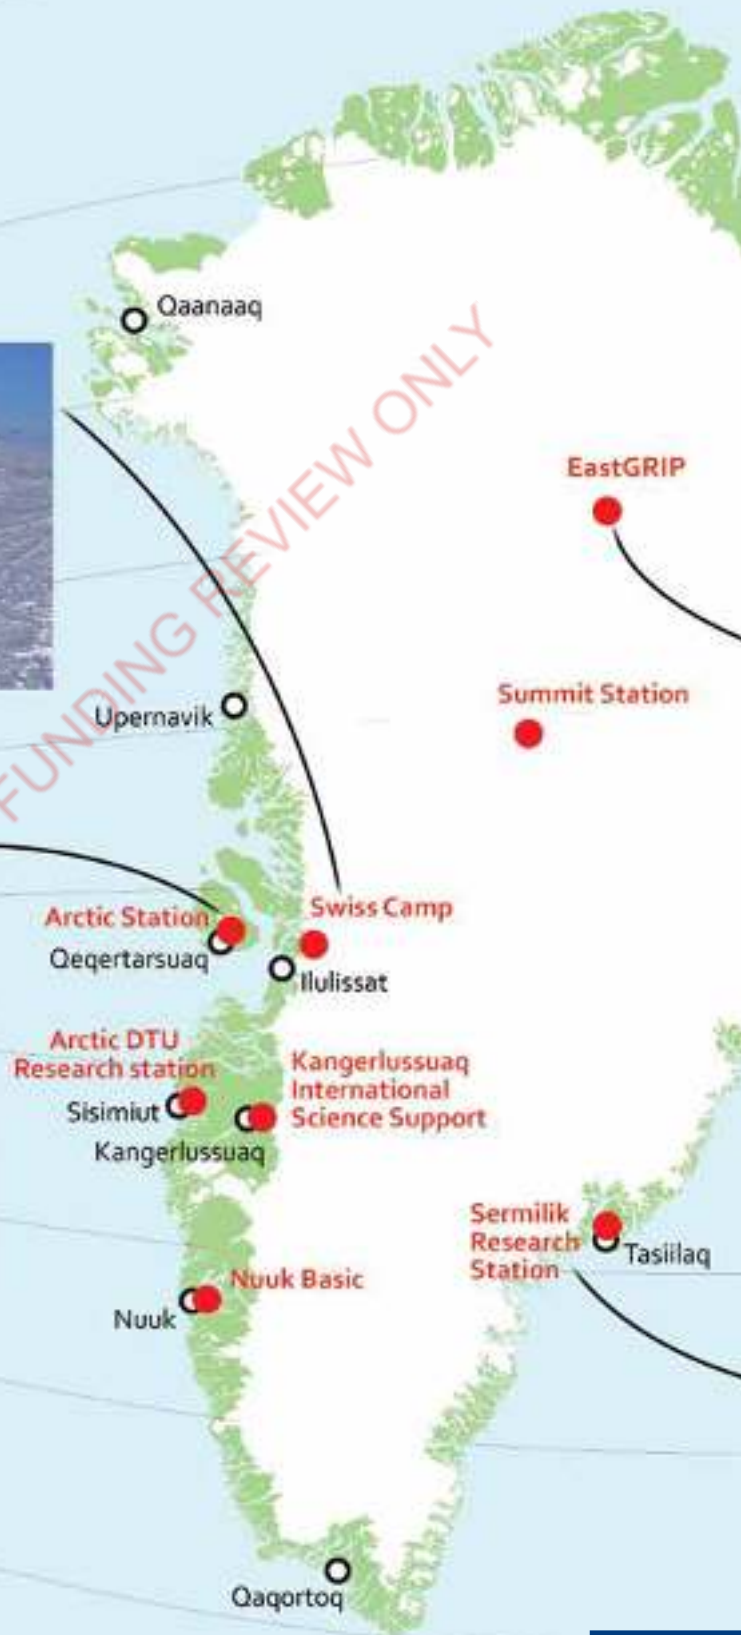 Qaanaaq
FUNDING REVIEW ONLY
EastGRIP
Summit Station
Upernavik
Arctic Station
Swiss Camp
Qeqertarsuaq
Ilulissat
Arctic DTU
Research station
Kangerlussuaq
International
Science Support
Sisimiut
Kangerlussuaq
Sermilik
Research
Station
Tasiilaq
Nuuk Basic
Nuuk
Qaqortoq